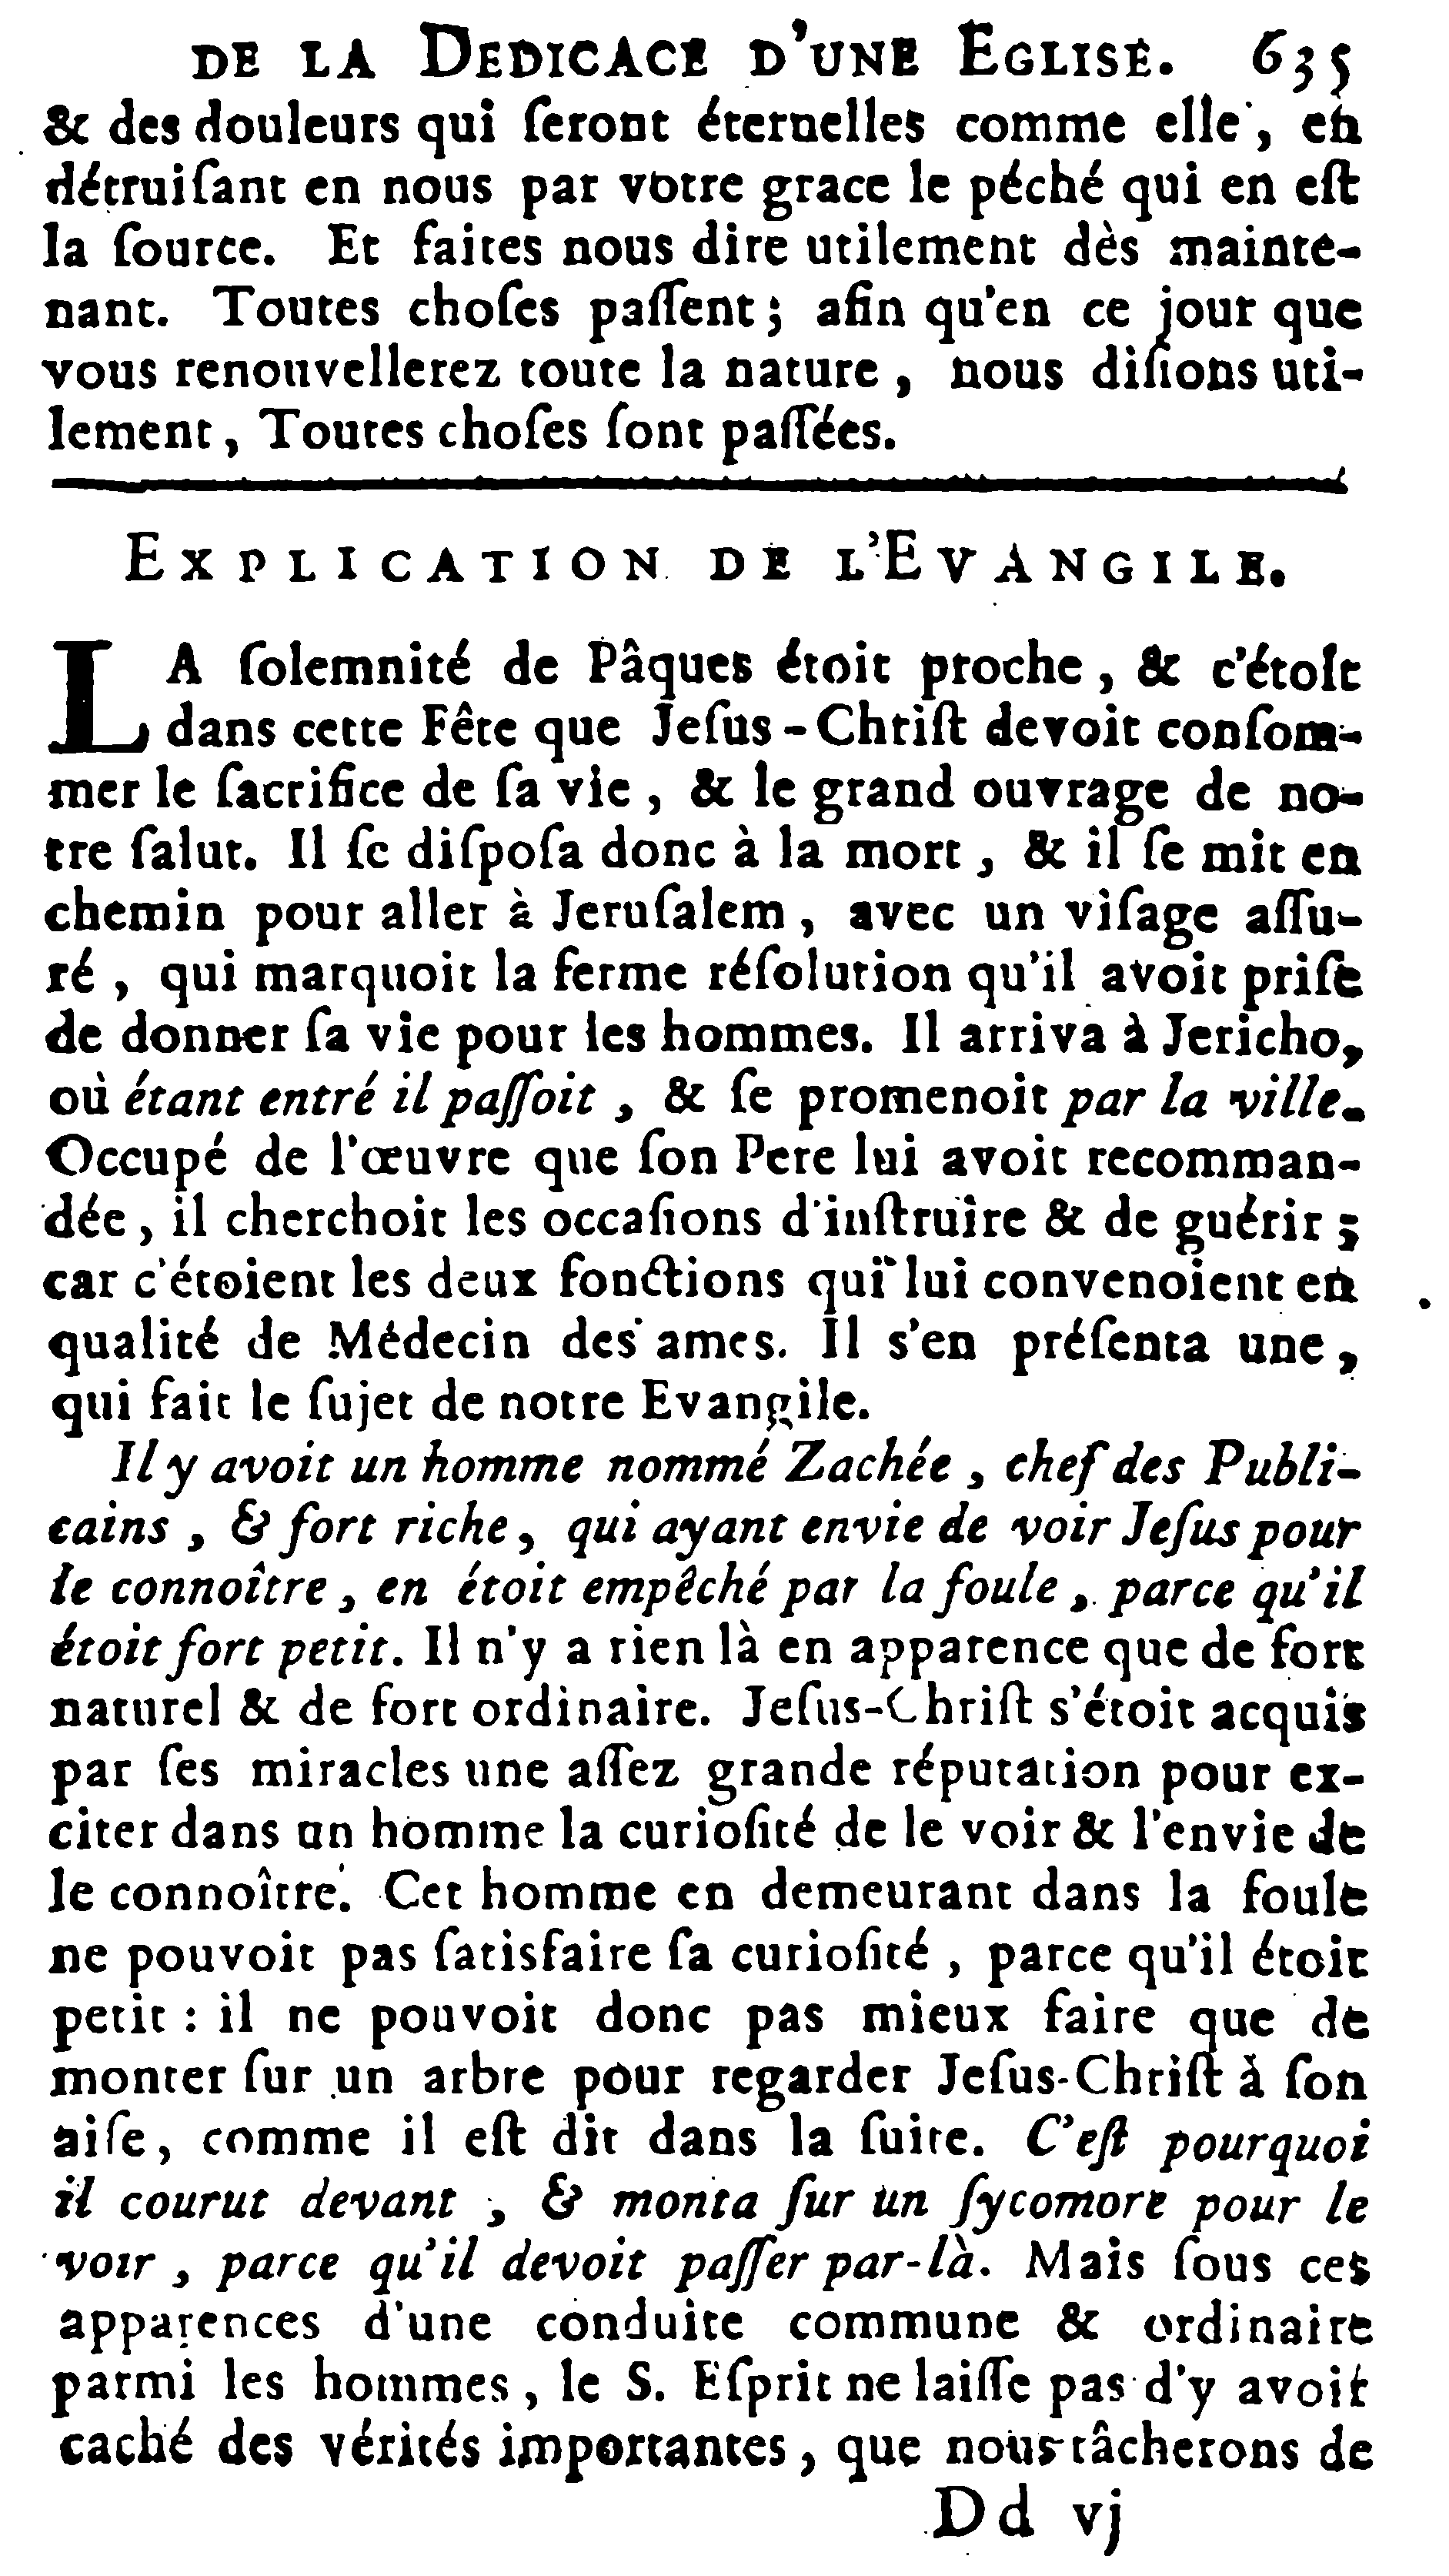 DE LA DEDICACE D'UNE EGLISE. 635
& des douleurs qui ſeront éternelles comme elle, en
détruiſant en nous par votre grace le péché qui en eſt
la ſource. Et faites nous dire utilement dès mainte-
nant. Toutes choſes paſſent; afin qu'en ce jour que
vous renouvellerez toute la nature, nous diſions uti-
lement, Toutes choſes ſont paſſées.
EXPLICATION DE L'EVANGILE.
LA ſolemnité de Pâques étoit proche, & c'étoit
dans cette Fête que Jeſus-Chriſt devoit conſom-
mer le ſacrifice de ſa vie, & le grand ouvrage de no-
tre ſalut. Il ſe diſpoſa donc à la mort, & il ſe mit en
chemin pour aller à Jeruſalem, avec un viſage aſſu-
ré, qui marquoit la ferme réſolution qu'il avoit priſe
de donner ſa vie pour les hommes. Il arriva à Jericho,
où étant entré il paſſoit, & ſe promenoit par la ville.
Occupé de l'œuvre que ſon Pere lui avoit recomman-
dée, il cherchoit les occaſions d'inſtruire & de guérir;
car c'étoient les deux fonctions qui lui convenoient en
qualité de Médecin des ames. Il s'en préſenta une,
qui fait le ſujet de notre Evangile.
Il y avoit un homme nommé Zachée, chef des Publi-
cains, & fort riche, qui ayant envie de voir Jeſus pour
le connoître, en étoit empêché par la foule, parce qu'il
étoit fort petit. Il n'y a rien là en apparence que de fort
naturel & de fort ordinaire. Jeſus-Chriſt s'étoit acquis
par ſes miracles une aſſez grande réputation pour ex-
citer dans un homme la curioſité de le voir & l'envie de
le connoître. Cet homme en demeurant dans la foule
ne pouvoit pas ſatisfaire ſa curioſité, parce qu'il étoit
petit: il ne pouvoit donc pas mieux faire que de
monter ſur un arbre pour regarder Jeſus-Chriſt à ſon
aiſe, comme il eſt dit dans la ſuite. C'eſt pourquoi
il courut devant, & monta ſur un ſycomore pour le
voir, parce qu'il devoit paſſer par-là. Mais ſous ces
apparences d'une conduite commune & ordinaire
parmi les hommes, le S. Eſprit ne laiſſe pas d'y avoir
caché des vérités importantes, que nous tâcherons de
Dd vj